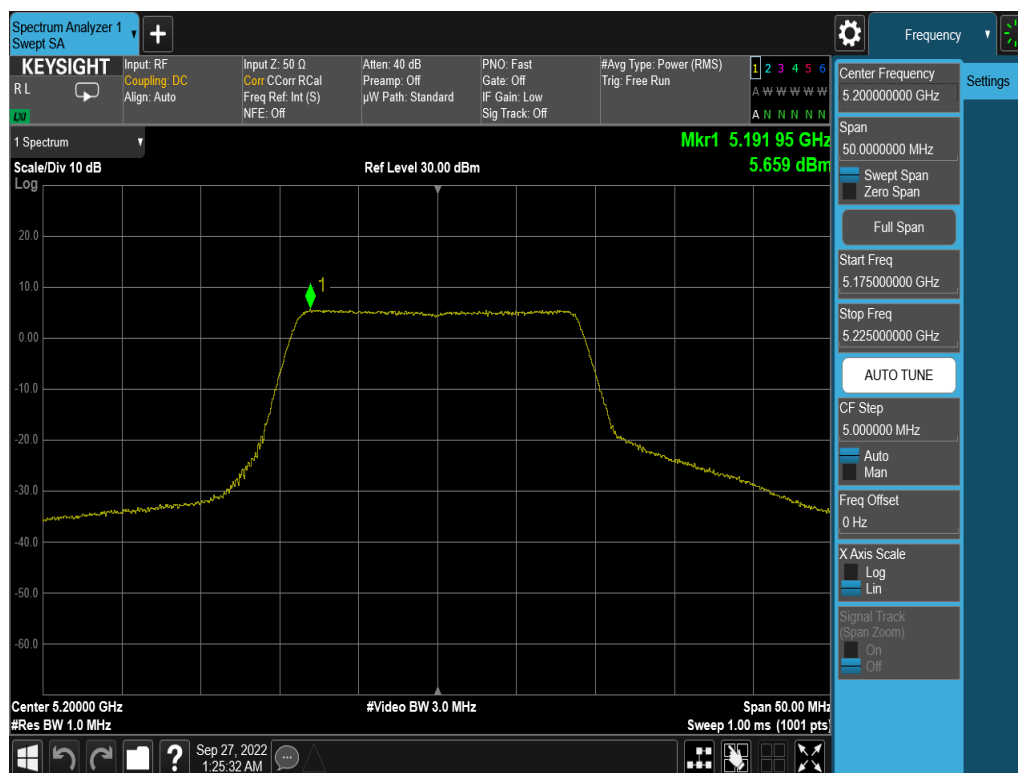 Spectrum Analyzer 1
Swept SA
+
Frequency
KEYSIGHT
R L
LXI
Input: RF
Coupling: DC
Align: Auto
Input Z: 50 Ω
Corr CCorr RCal
Freq Ref: Int (S)
NFE: Off
Atten: 40 dB
Preamp: Off
µW Path: Standard
PNO: Fast
Gate: Off
IF Gain: Low
Sig Track: Off
#Avg Type: Power (RMS)
Trig: Free Run
1 2 3 4 5 6
A W W W W W
A N N N N N
1 Spectrum
Scale/Div 10 dB
Log
Ref Level 30.00 dBm
Mkr1 5.191 95 GHz
5.659 dBm
20.0
10.0
0.00
-10.0
-20.0
-30.0
-40.0
-50.0
-60.0
1
Center 5.20000 GHz
#Res BW 1.0 MHz
#Video BW 3.0 MHz
Span 50.00 MHz
Sweep 1.00 ms (1001 pts)
?
Sep 27, 2022
1:25:32 AM
Center Frequency
5.200000000 GHz
Settings
Span
50.0000000 MHz
Swept Span
Zero Span
Full Span
Start Freq
5.175000000 GHz
Stop Freq
5.225000000 GHz
AUTO TUNE
CF Step
5.000000 MHz
Auto
Man
Freq Offset
0 Hz
X Axis Scale
Log
Lin
Signal Track
(Span Zoom)
On
Off